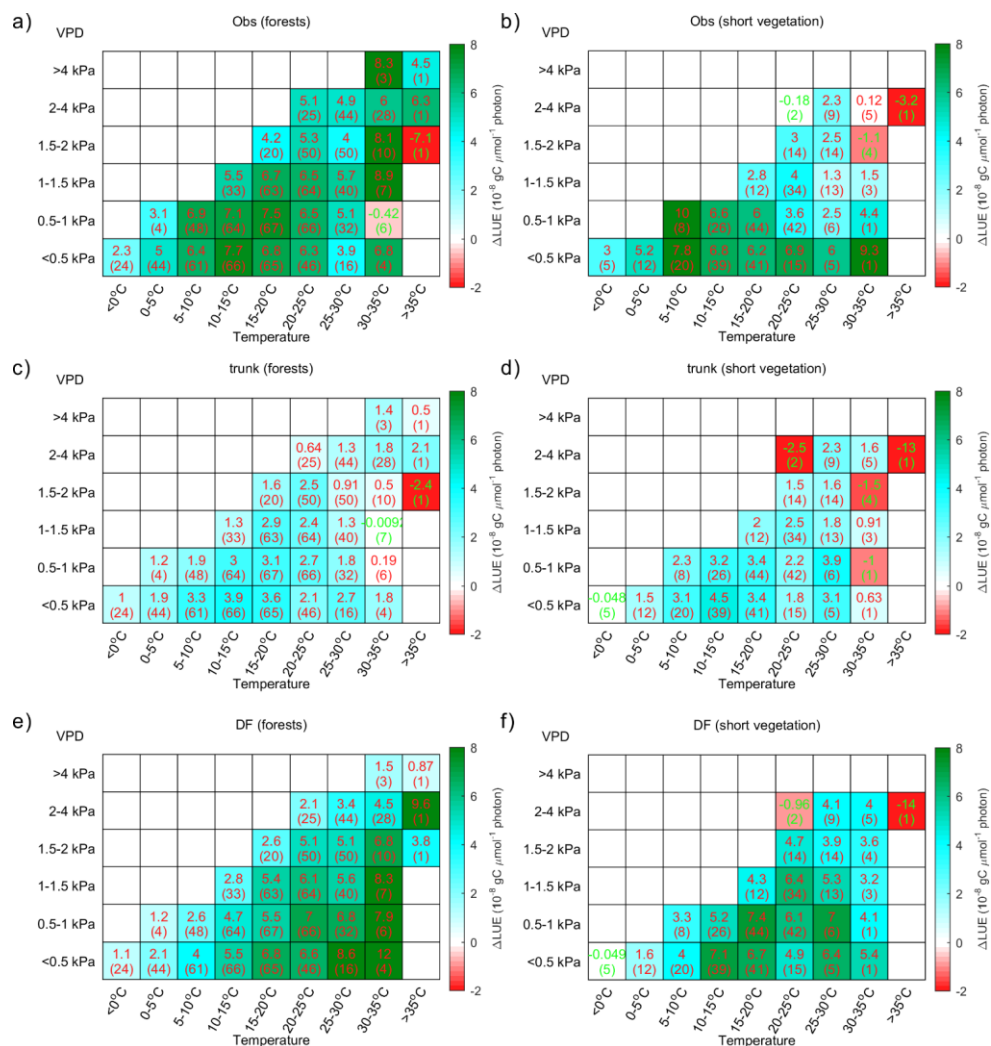 a) Obs (forests)
VPD
>4 kPa 8.3 4.5
(3) (1)
2-4 kPa 5.1 4.9 6 6.3
(25) (44) (28) (1)
1.5-2 kPa 4.2 5.3 4 8.1 -7.1
(20) (50) (50) (10) (1)
1-1.5 kPa 5.5 6.7 6.5 5.7 8.9
(33) (63) (64) (40) (7)
0.5-1 kPa 3.1 6.9 7.1 7.5 6.5 5.1 -0.42
(4) (48) (64) (67) (66) (32) (6)
<0.5 kPa 2.3 5 6.4 7.7 6.8 6.3 3.9 6.8
(24) (44) (61) (66) (65) (46) (16) (4)
<0°C 0-5°C 5-10°C 10-15°C 15-20°C 20-25°C 25-30°C 30-35°C >35°C
Temperature
8
6
4
2
0
-2
ΔLUE (10⁻⁸ gC μmol⁻¹ photon)
b) Obs (short vegetation)
VPD
>4 kPa
2-4 kPa -0.18 2.3 0.12 -3.2
(2) (9) (5) (1)
1.5-2 kPa 3 2.5 -1.1
(14) (14) (4)
1-1.5 kPa 2.8 4 1.3 1.5
(12) (34) (13) (3)
0.5-1 kPa 10 6.6 6 3.6 2.5 4.4
(8) (26) (44) (42) (6) (1)
<0.5 kPa 3 5.2 7.8 6.8 6.2 6.9 6 9.3
(5) (12) (20) (39) (41) (15) (5) (1)
<0°C 0-5°C 5-10°C 10-15°C 15-20°C 20-25°C 25-30°C 30-35°C >35°C
Temperature
8
6
4
2
0
-2
ΔLUE (10⁻⁸ gC μmol⁻¹ photon)
c) trunk (forests)
VPD
>4 kPa 1.4 0.5
(3) (1)
2-4 kPa 0.64 1.3 1.8 2.1
(25) (44) (28) (1)
1.5-2 kPa 1.6 2.5 0.91 0.5 -2.4
(20) (50) (50) (10) (1)
1-1.5 kPa 1.3 2.9 2.4 1.3 -0.0092
(33) (63) (64) (40) (7)
0.5-1 kPa 1.2 1.9 3 3.1 2.7 1.8 0.19
(4) (48) (64) (67) (66) (32) (6)
<0.5 kPa 1 1.9 3.3 3.9 3.6 2.1 2.7 1.8
(24) (44) (61) (66) (65) (46) (16) (4)
<0°C 0-5°C 5-10°C 10-15°C 15-20°C 20-25°C 25-30°C 30-35°C >35°C
Temperature
8
6
4
2
0
-2
ΔLUE (10⁻⁸ gC μmol⁻¹ photon)
d) trunk (short vegetation)
VPD
>4 kPa
2-4 kPa -2.5 2.3 1.6 -13
(2) (9) (5) (1)
1.5-2 kPa 1.5 1.6 -1.5
(14) (14) (4)
1-1.5 kPa 2 2.5 1.8 0.91
(12) (34) (13) (3)
0.5-1 kPa 2.3 3.2 3.4 2.2 3.9 -1
(8) (26) (44) (42) (6) (1)
<0.5 kPa -0.048 1.5 3.1 4.5 3.4 1.8 3.1 0.63
(5) (12) (20) (39) (41) (15) (5) (1)
<0°C 0-5°C 5-10°C 10-15°C 15-20°C 20-25°C 25-30°C 30-35°C >35°C
Temperature
8
6
4
2
0
-2
ΔLUE (10⁻⁸ gC μmol⁻¹ photon)
e) DF (forests)
VPD
>4 kPa 1.5 0.87
(3) (1)
2-4 kPa 2.1 3.4 4.5 9.6
(25) (44) (28) (1)
1.5-2 kPa 2.6 5.1 5.1 6.8 3.8
(20) (50) (50) (10) (1)
1-1.5 kPa 2.8 5.4 6.1 5.6 8.3
(33) (63) (64) (40) (7)
0.5-1 kPa 1.2 2.6 4.7 5.5 7 6.8 7.9
(4) (48) (64) (67) (66) (32) (6)
<0.5 kPa 1.1 2.1 4 5.5 6.8 6.6 8.6 12
(24) (44) (61) (66) (65) (46) (16) (4)
<0°C 0-5°C 5-10°C 10-15°C 15-20°C 20-25°C 25-30°C 30-35°C >35°C
Temperature
8
6
4
2
0
-2
ΔLUE (10⁻⁸ gC μmol⁻¹ photon)
f) DF (short vegetation)
VPD
>4 kPa
2-4 kPa -0.96 4.1 4 -14
(2) (9) (5) (1)
1.5-2 kPa 4.7 3.9 3.6
(14) (14) (4)
1-1.5 kPa 4.3 6.4 5.3 3.2
(12) (34) (13) (3)
0.5-1 kPa 3.3 5.2 7.4 6.1 7 4.1
(8) (26) (44) (42) (6) (1)
<0.5 kPa -0.049 1.6 4 7.1 6.7 4.9 6.4 5.4
(5) (12) (20) (39) (41) (15) (5) (1)
<0°C 0-5°C 5-10°C 10-15°C 15-20°C 20-25°C 25-30°C 30-35°C >35°C
Temperature
8
6
4
2
0
-2
ΔLUE (10⁻⁸ gC μmol⁻¹ photon)